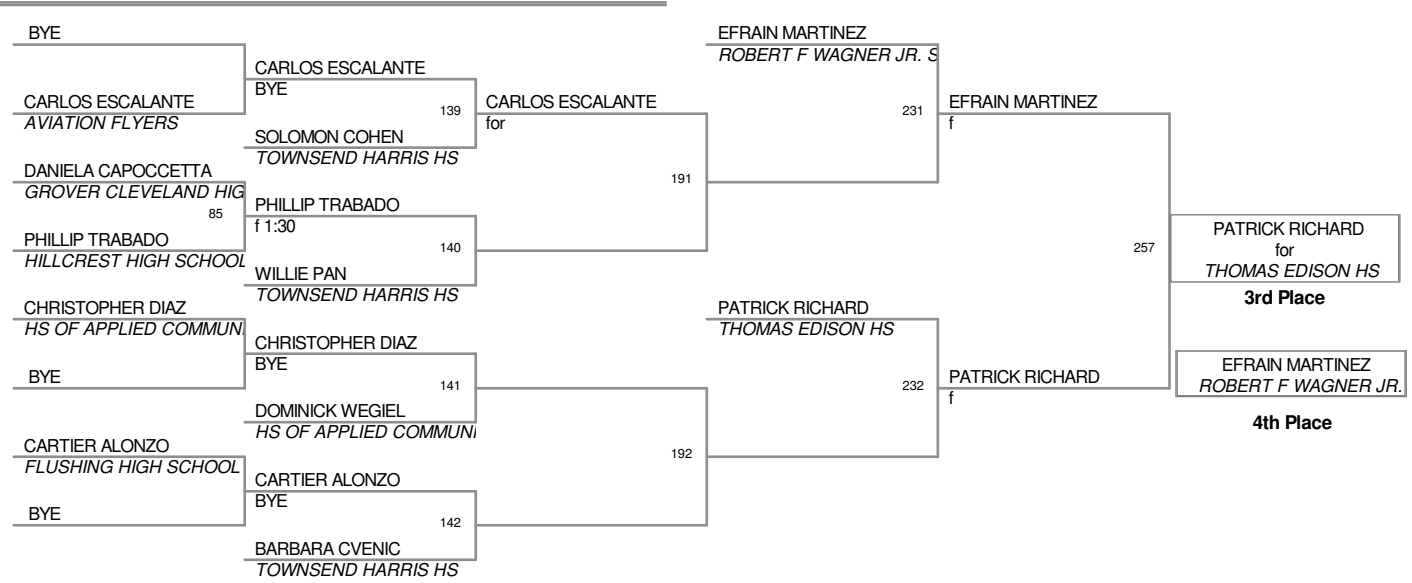 BYE
CARLOS ESCALANTE
AVIATION FLYERS
DANIELA CAPOCCETTA
GROVER CLEVELAND HIG
85
PHILLIP TRABADO
HILLCREST HIGH SCHOOL
CHRISTOPHER DIAZ
HS OF APPLIED COMMUNI
BYE
CARTIER ALONZO
FLUSHING HIGH SCHOOL
BYE
CARLOS ESCALANTE
BYE
139
SOLOMON COHEN
TOWNSEND HARRIS HS
PHILLIP TRABADO
f 1:30
140
WILLIE PAN
TOWNSEND HARRIS HS
CHRISTOPHER DIAZ
BYE
141
DOMINICK WEGIEL
HS OF APPLIED COMMUNI
CARTIER ALONZO
BYE
142
BARBARA CVENIC
TOWNSEND HARRIS HS
CARLOS ESCALANTE
for
191
192
EFRAIN MARTINEZ
ROBERT F WAGNER JR. S
231
PATRICK RICHARD
THOMAS EDISON HS
232
EFRAIN MARTINEZ
f
257
PATRICK RICHARD
f
PATRICK RICHARD
for
THOMAS EDISON HS
3rd Place
EFRAIN MARTINEZ
ROBERT F WAGNER JR.
4th Place